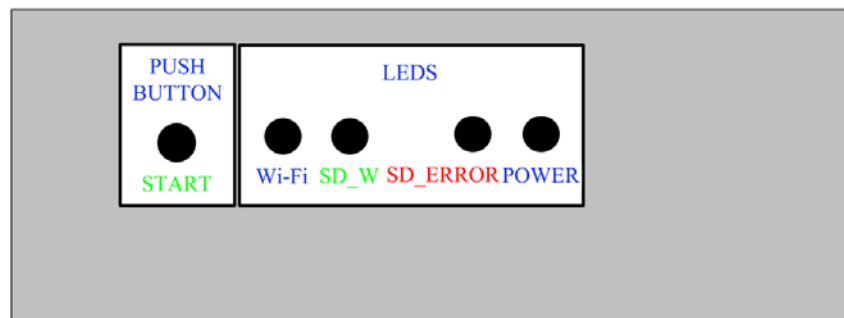 PUSH
BUTTON
START
LEDS
Wi-Fi SD_W SD_ERROR POWER